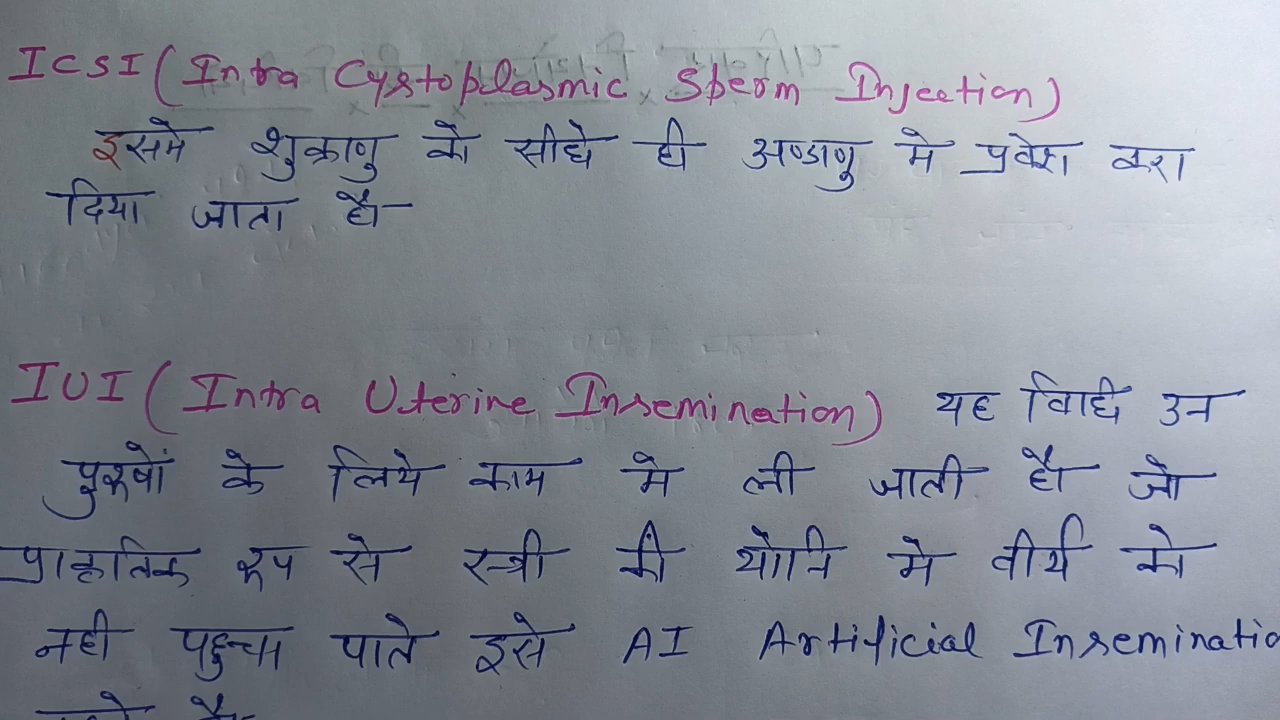 ICSI ( Intra Cystoplasmic Sperm Injection)
इसमे शुक्राणु को सीधे ही अण्डाणु मे प्रवेश करा
दिया जाता है-
IUI ( Intra Uterine Insemination) यह विधि उन
पुरूषों के लिये काम मे ली जाती है जो
प्राकृतिक रूप से स्त्री की योनि मे वीर्य को
नही पहुन्चा पाते इसे AI Artificial Inseminatio
है-